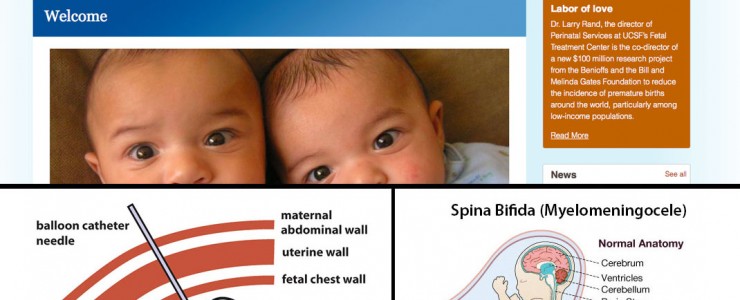 Welcome
Labor of love
Dr. Larry Rand, the director of
Perinatal Services at UCSF's Fetal
Treatment Center is the co-director of
a new $100 million research project
from the Benioffs and the Bill and
Melinda Gates Foundation to reduce
the incidence of premature births
around the world, particularly among
low-income populations.
Read More
News
See all
balloon catheter
needle
maternal
abdominal wall
uterine wall
fetal chest wall
Spina Bifida (Myelomeningocele)
Normal Anatomy
Cerebrum
Ventricles
Cerebellum